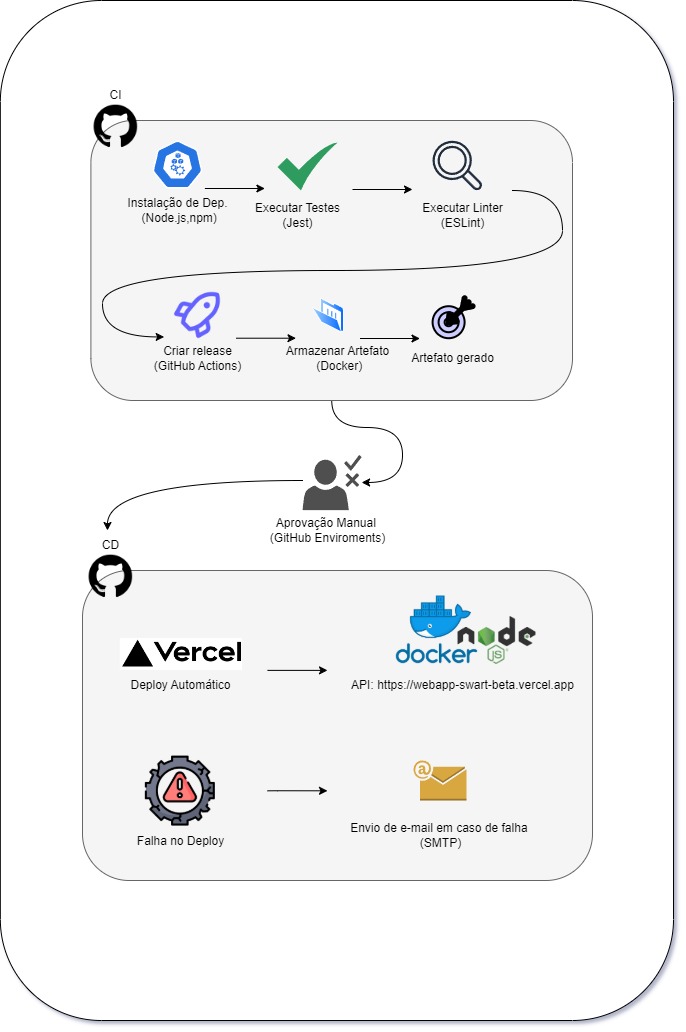 CI
Instalação de Dep.
(Node.js,npm)
Executar Testes
(Jest)
Executar Linter
(ESLint)
Criar release
(GitHub Actions)
Armazenar Artefato
(Docker)
Artefato gerado
Aprovação Manual
(GitHub Enviroments)
CD
Vercel
Deploy Automático
docker
node
JS
API: https://webapp-swart-beta.vercel.app
Falha no Deploy
@
Envio de e-mail em caso de falha
(SMTP)